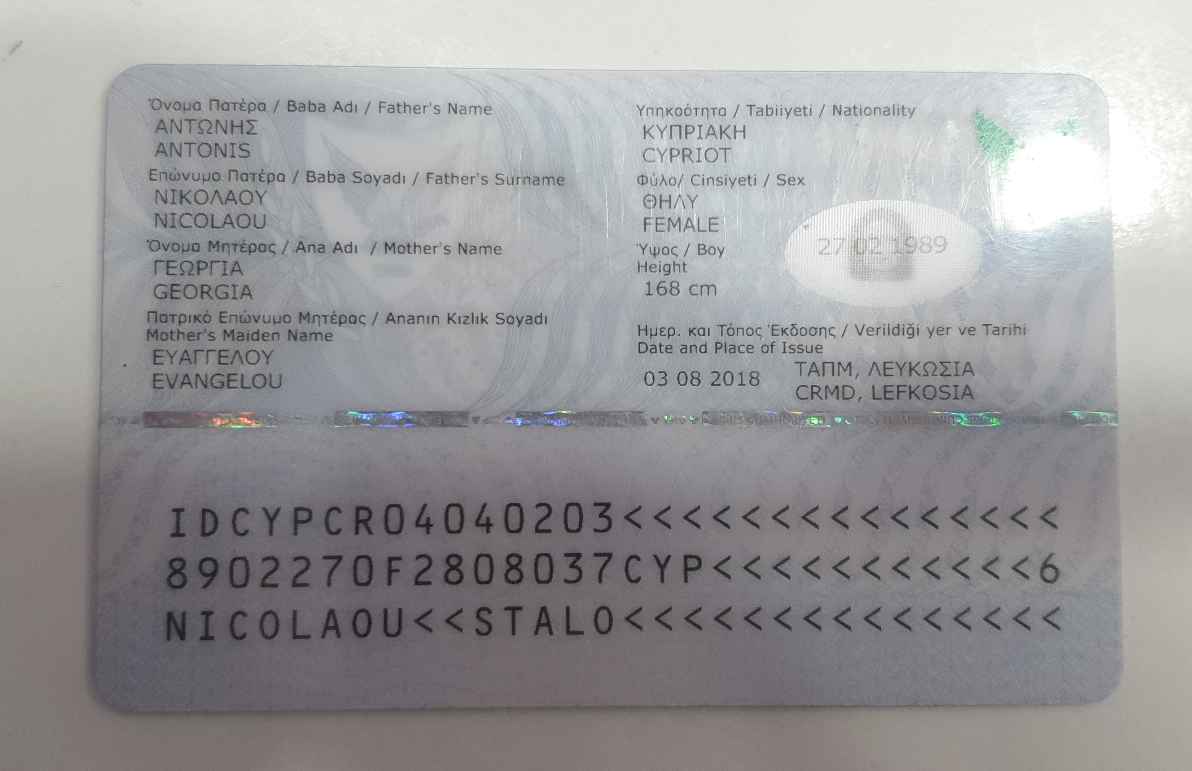 Όνομα Πατέρα / Baba Adı / Father's Name
ΑΝΤΩΝΗΣ
ANTONIS
Επώνυμο Πατέρα / Baba Soyadı / Father's Surname
ΝΙΚΟΛΑΟΥ
NICOLAOU
Όνομα Μητέρας / Ana Adı / Mother's Name
ΓΕΩΡΓΙΑ
GEORGIA
Πατρικό Επώνυμο Μητέρας / Ananın Kızlık Soyadı
Mother's Maiden Name
ΕΥΑΓΓΕΛΟΥ
EVANGELOU
Υπηκοότητα / Tabiiyeti / Nationality
ΚΥΠΡΙΑΚΗ
CYPRIOT
Φύλο/ Cinsiyeti / Sex
ΘΗΛΥ
FEMALE
Ύψος / Boy
Height
168 cm
27 02 1989
Ημερ. και Τόπος Έκδοσης / Verildiği yer ve Tarihi
Date and Place of Issue
03 08 2018
ΤΑΠΜ, ΛΕΥΚΩΣΙΑ
CRMD, LEFKOSIA
IDCYPCR04040203<<<<<<<<<<<<<<<
8902270F2808037CYP<<<<<<<<<<<6
NICOLAOU<<STALO<<<<<<<<<<<<<<<